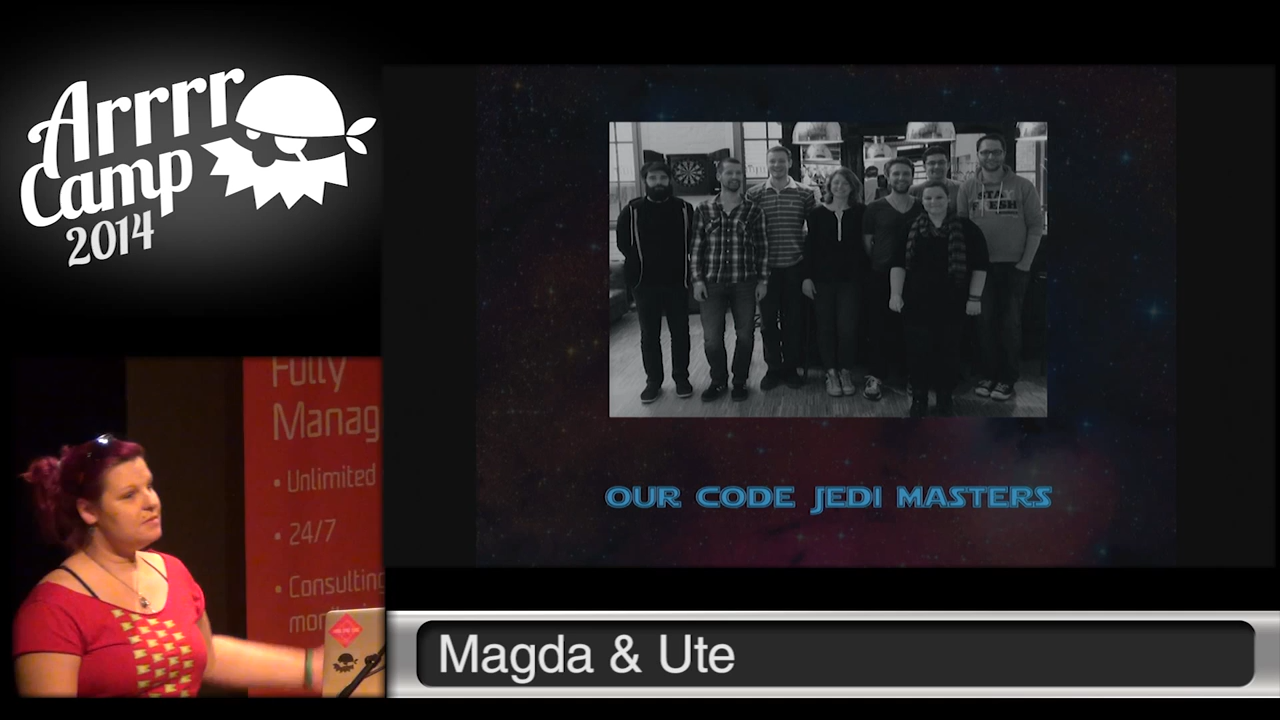 Arrrr
Camp
2014
Fully
Manag
• Unlimited
• 24/7
• Consulting
OUR CODE JEDI MASTERS
Magda & Ute